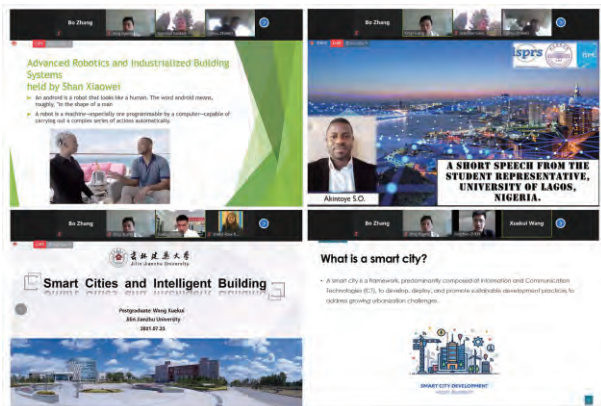 Bo Zhang
Advanced Robotics and Industrialized Building
Systems
held by Shan Xiaowei
An android is a robot that looks like a human. The word android means,
roughly, "in the shape of a man
A robot is a machine—especially one programmable by a computer—capable of
carrying out a complex series of actions automatically.
Bo Zhang
isprs
Akintoye S.O.
A SHORT SPEECH FROM THE
STUDENT REPRESENTATIVE,
UNIVERSITY OF LAGOS,
NIGERIA.
Bo Zhang
吉林建筑大学
Jilin Jianzhu University
Smart Cities and Intelligent Building
Postgraduate Wang Xuekui
Jilin Jianzhu University
2021.07.23
Bo Zhang
Xuekui Wang
What is a smart city?
• A smart city is a framework, predominantly composed of Information and Communication
Technologies (ICT), to develop, deploy, and promote sustainable development practices to
address growing urbanization challenges.
SMART CITY DEVELOPMENT